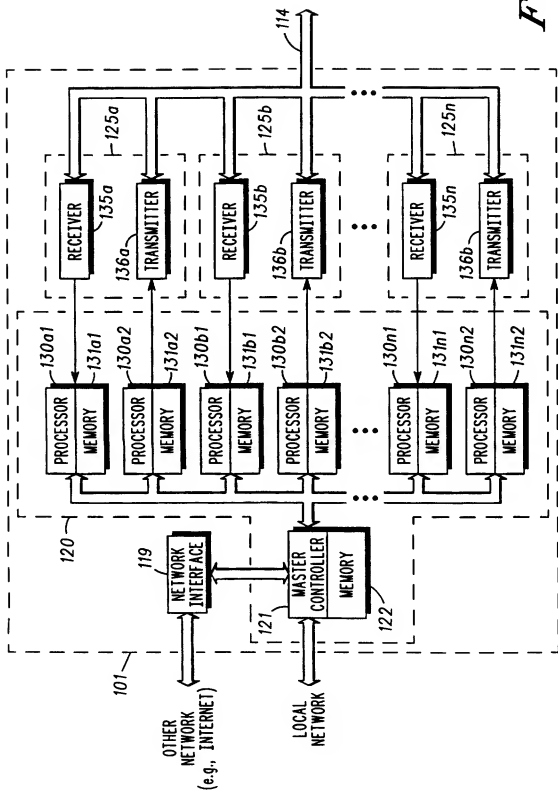 101
120
OTHER
NETWORK
(e.g., INTERNET)
119
NETWORK
INTERFACE
LOCAL
NETWORK
121
MASTER
CONTROLLER
MEMORY
122
130a1
PROCESSOR
MEMORY
131a1
130a2
PROCESSOR
MEMORY
131a2
130b1
PROCESSOR
MEMORY
131b1
130b2
PROCESSOR
MEMORY
131b2
130n1
PROCESSOR
MEMORY
131n1
130n2
PROCESSOR
MEMORY
131n2
RECEIVER
135a
125a
136a
TRANSMITTER
RECEIVER
135b
125b
136b
TRANSMITTER
RECEIVER
135n
125n
136b
TRANSMITTER
114
F